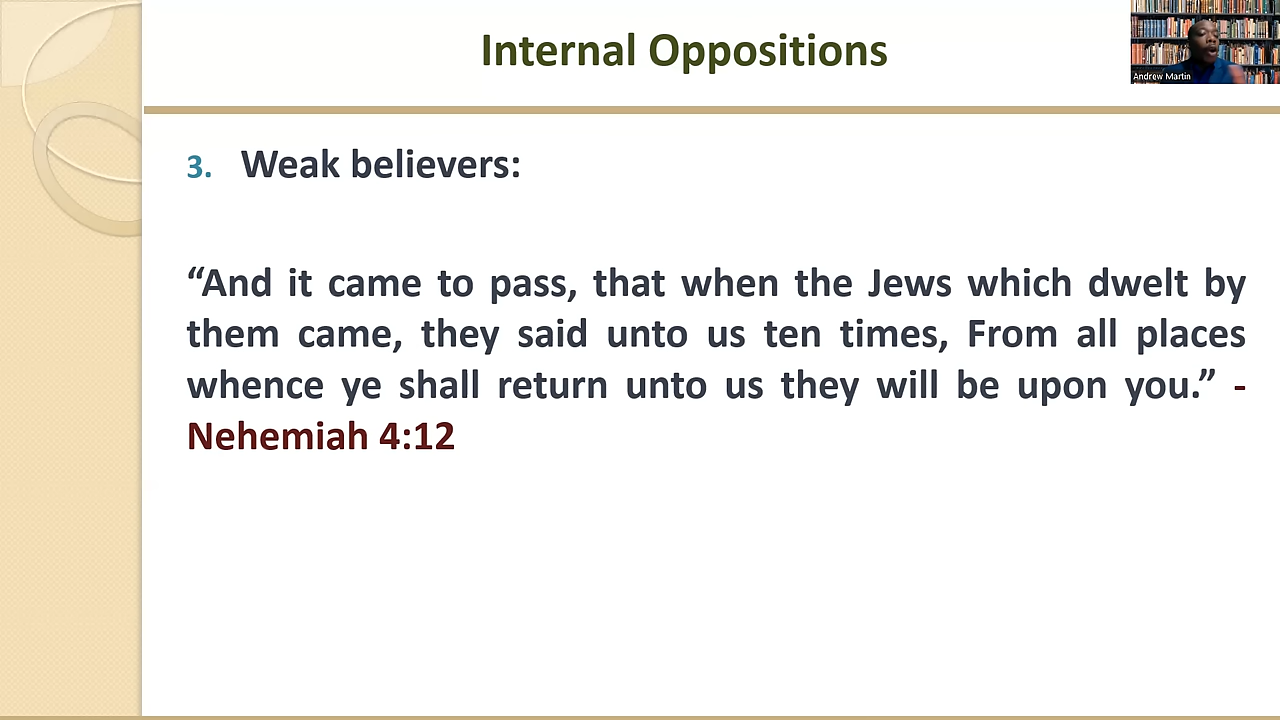 Internal Oppositions
Andrew Martin
3. Weak believers:
“And it came to pass, that when the Jews which dwelt by
them came, they said unto us ten times, From all places
whence ye shall return unto us they will be upon you.” -
Nehemiah 4:12